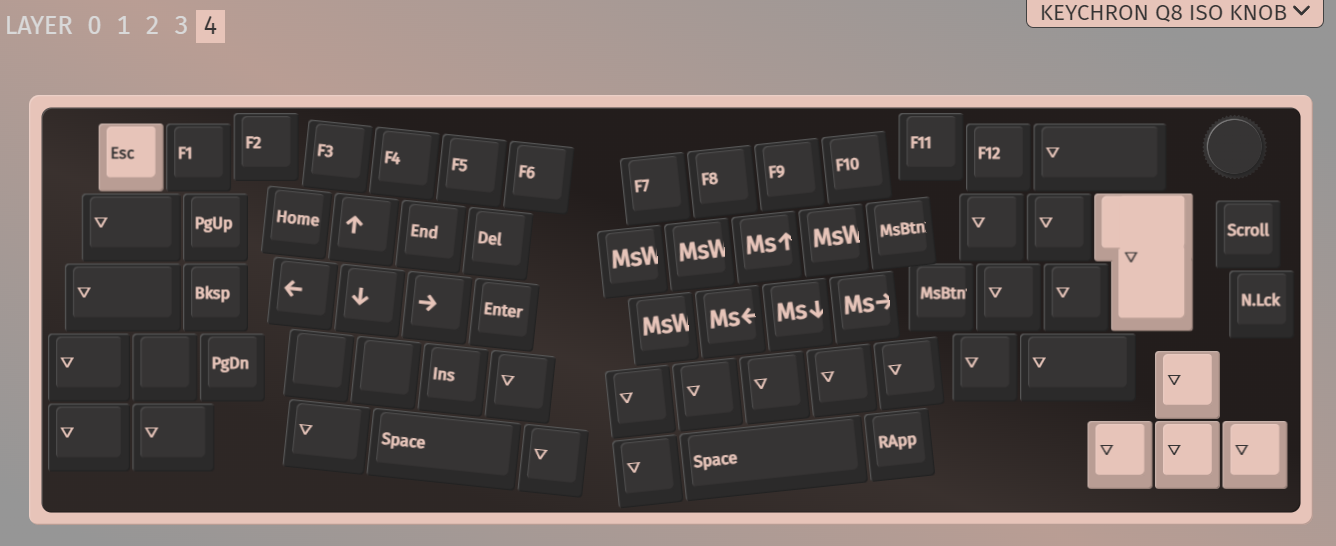 LAYER 0 1 2 3 4
KEYCHRON Q8 ISO KNOB
Esc F1 F2 F3 F4 F5 F6 F7 F8 F9 F10 F11 F12 ▽
▽ PgUp Home ↑ End Del MsW MsW Ms↑ MsW MsBtn ▽ ▽ ▽ Scroll
▽ Bksp ← ↓ → Enter MsW Ms← Ms↓ Ms→ MsBtn ▽ ▽ N.Lck
▽ PgDn Ins ▽ ▽ ▽ ▽ ▽ ▽ ▽ ▽ ▽
▽ ▽ ▽ Space ▽ ▽ Space RApp ▽ ▽ ▽